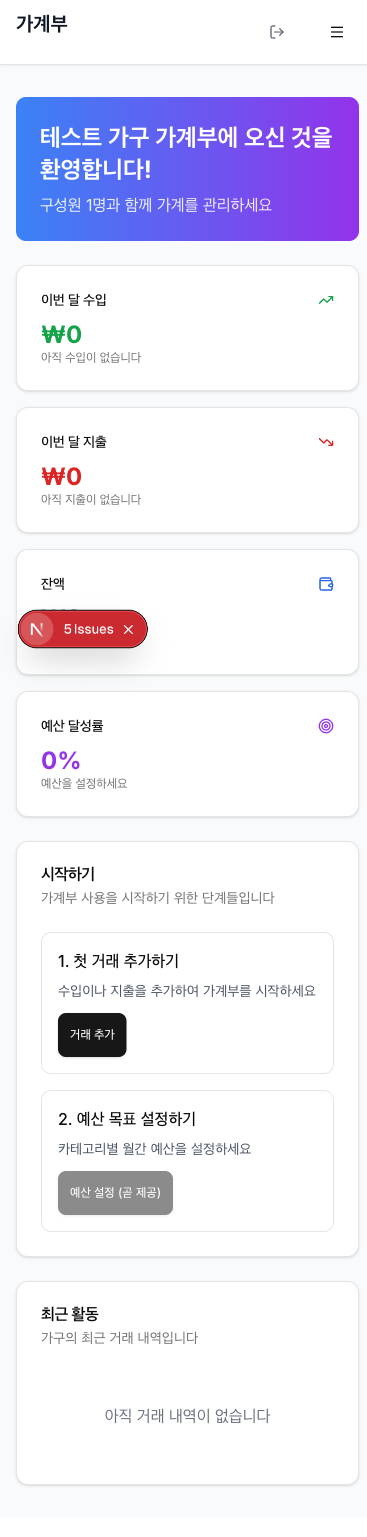 가계부
테스트 가구 가계부에 오신 것을
환영합니다!
구성원 1명과 함께 가계를 관리하세요
이번 달 수입
₩0
아직 수입이 없습니다
이번 달 지출
₩0
아직 지출이 없습니다
잔액
N
5 Issues
예산 달성률
0%
예산을 설정하세요
시작하기
가계부 사용을 시작하기 위한 단계들입니다
1. 첫 거래 추가하기
수입이나 지출을 추가하여 가계부를 시작하세요
거래 추가
2. 예산 목표 설정하기
카테고리별 월간 예산을 설정하세요
예산 설정 (곧 제공)
최근 활동
가구의 최근 거래 내역입니다
아직 거래 내역이 없습니다